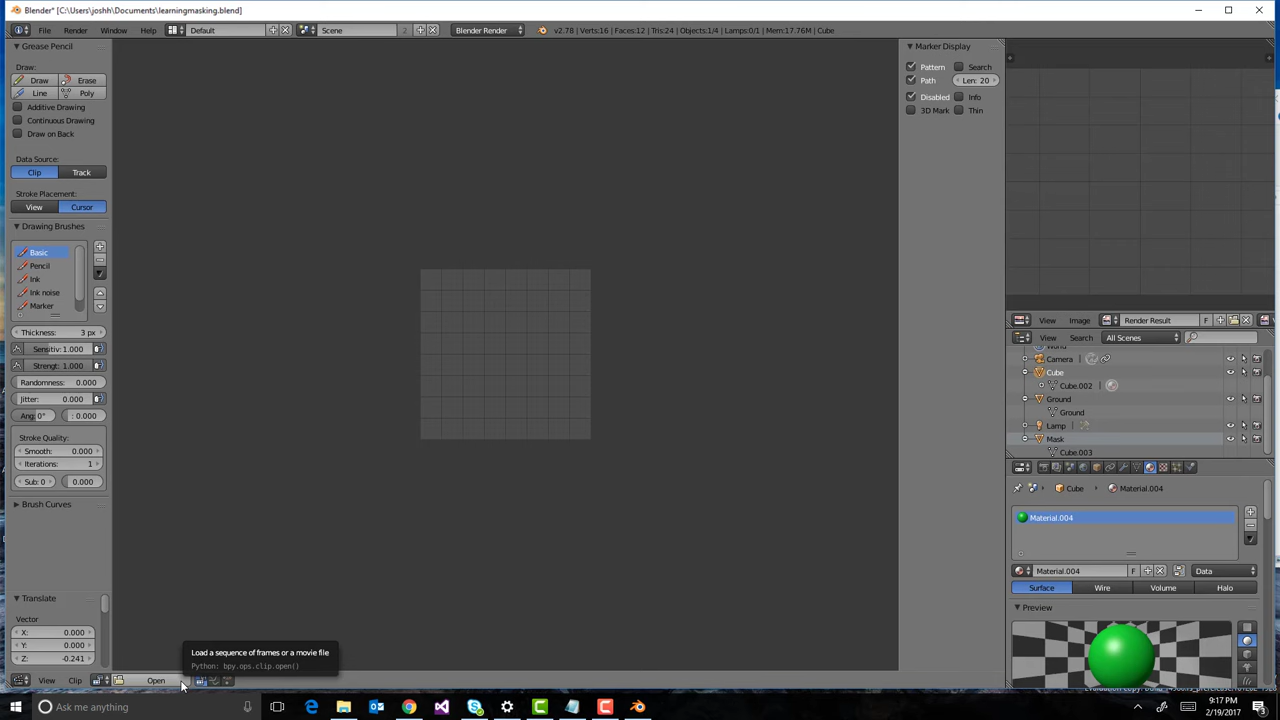 Blender* [C:\Users\joshh\Documents\learningmasking.blend]
File Render Window Help Default Scene 2 Blender Render v2.78 | Verts:16 | Faces:12 | Tris:24 | Objects:1/4 | Lamps:0/1 | Mem:17.76M | Cube
Grease Pencil
Draw:
Draw Erase
Line Poly
Additive Drawing
Continuous Drawing
Draw on Back
Data Source:
Clip Track
Stroke Placement:
View Cursor
Drawing Brushes
Basic
Pencil
Ink
Ink noise
Marker
Thickness: 3 px
Sensitiv: 1.000
Strengt: 1.000
Randomness: 0.000
Jitter: 0.000
Ang: 0° : 0.000
Stroke Quality:
Smooth: 0.000
Iterations: 1
Sub: 0 0.000
Brush Curves
Translate
Vector
X: 0.000
Y: 0.000
Z: -0.241
View Clip Open
Load a sequence of frames or a movie file
Python: bpy.ops.clip.open()
Marker Display
Pattern Search
Path Len: 20
Disabled Info
3D Mark Thin
View Image Render Result F
View Search All Scenes
Camera
Cube
Cube.002
Ground
Ground
Lamp
Mask
Cube.003
Cube Material.004
Material.004
Material.004 F Data
Surface Wire Volume Halo
Preview
Ask me anything
9:17 PM
2/19/2017